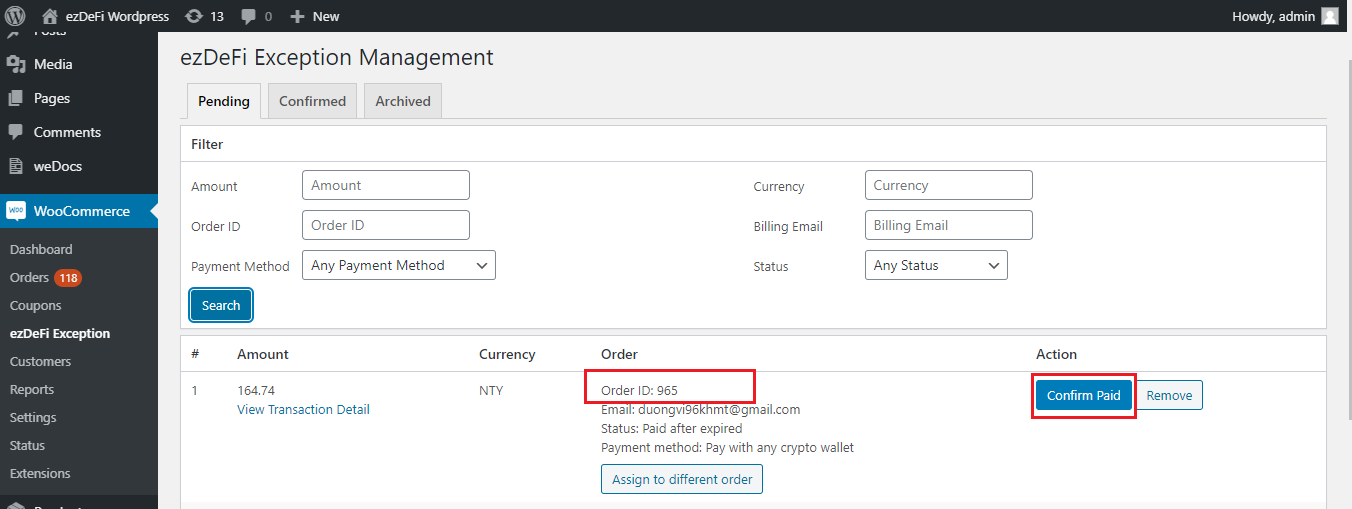 ezDeFi Wordpress 13 0 New Howdy, admin
Posts
Media
Pages
Comments
weDocs
WooCommerce
Dashboard
Orders 118
Coupons
ezDeFi Exception
Customers
Reports
Settings
Status
Extensions
ezDeFi Exception Management
Pending Confirmed Archived
Filter
Amount Amount Currency Currency
Order ID Order ID Billing Email Billing Email
Payment Method Any Payment Method Status Any Status
Search
# Amount Currency Order Action
1 164.74 NTY Order ID: 965 Confirm Paid Remove
View Transaction Detail Email: duongvi96khmt@gmail.com
Status: Paid after expired
Payment method: Pay with any crypto wallet
Assign to different order